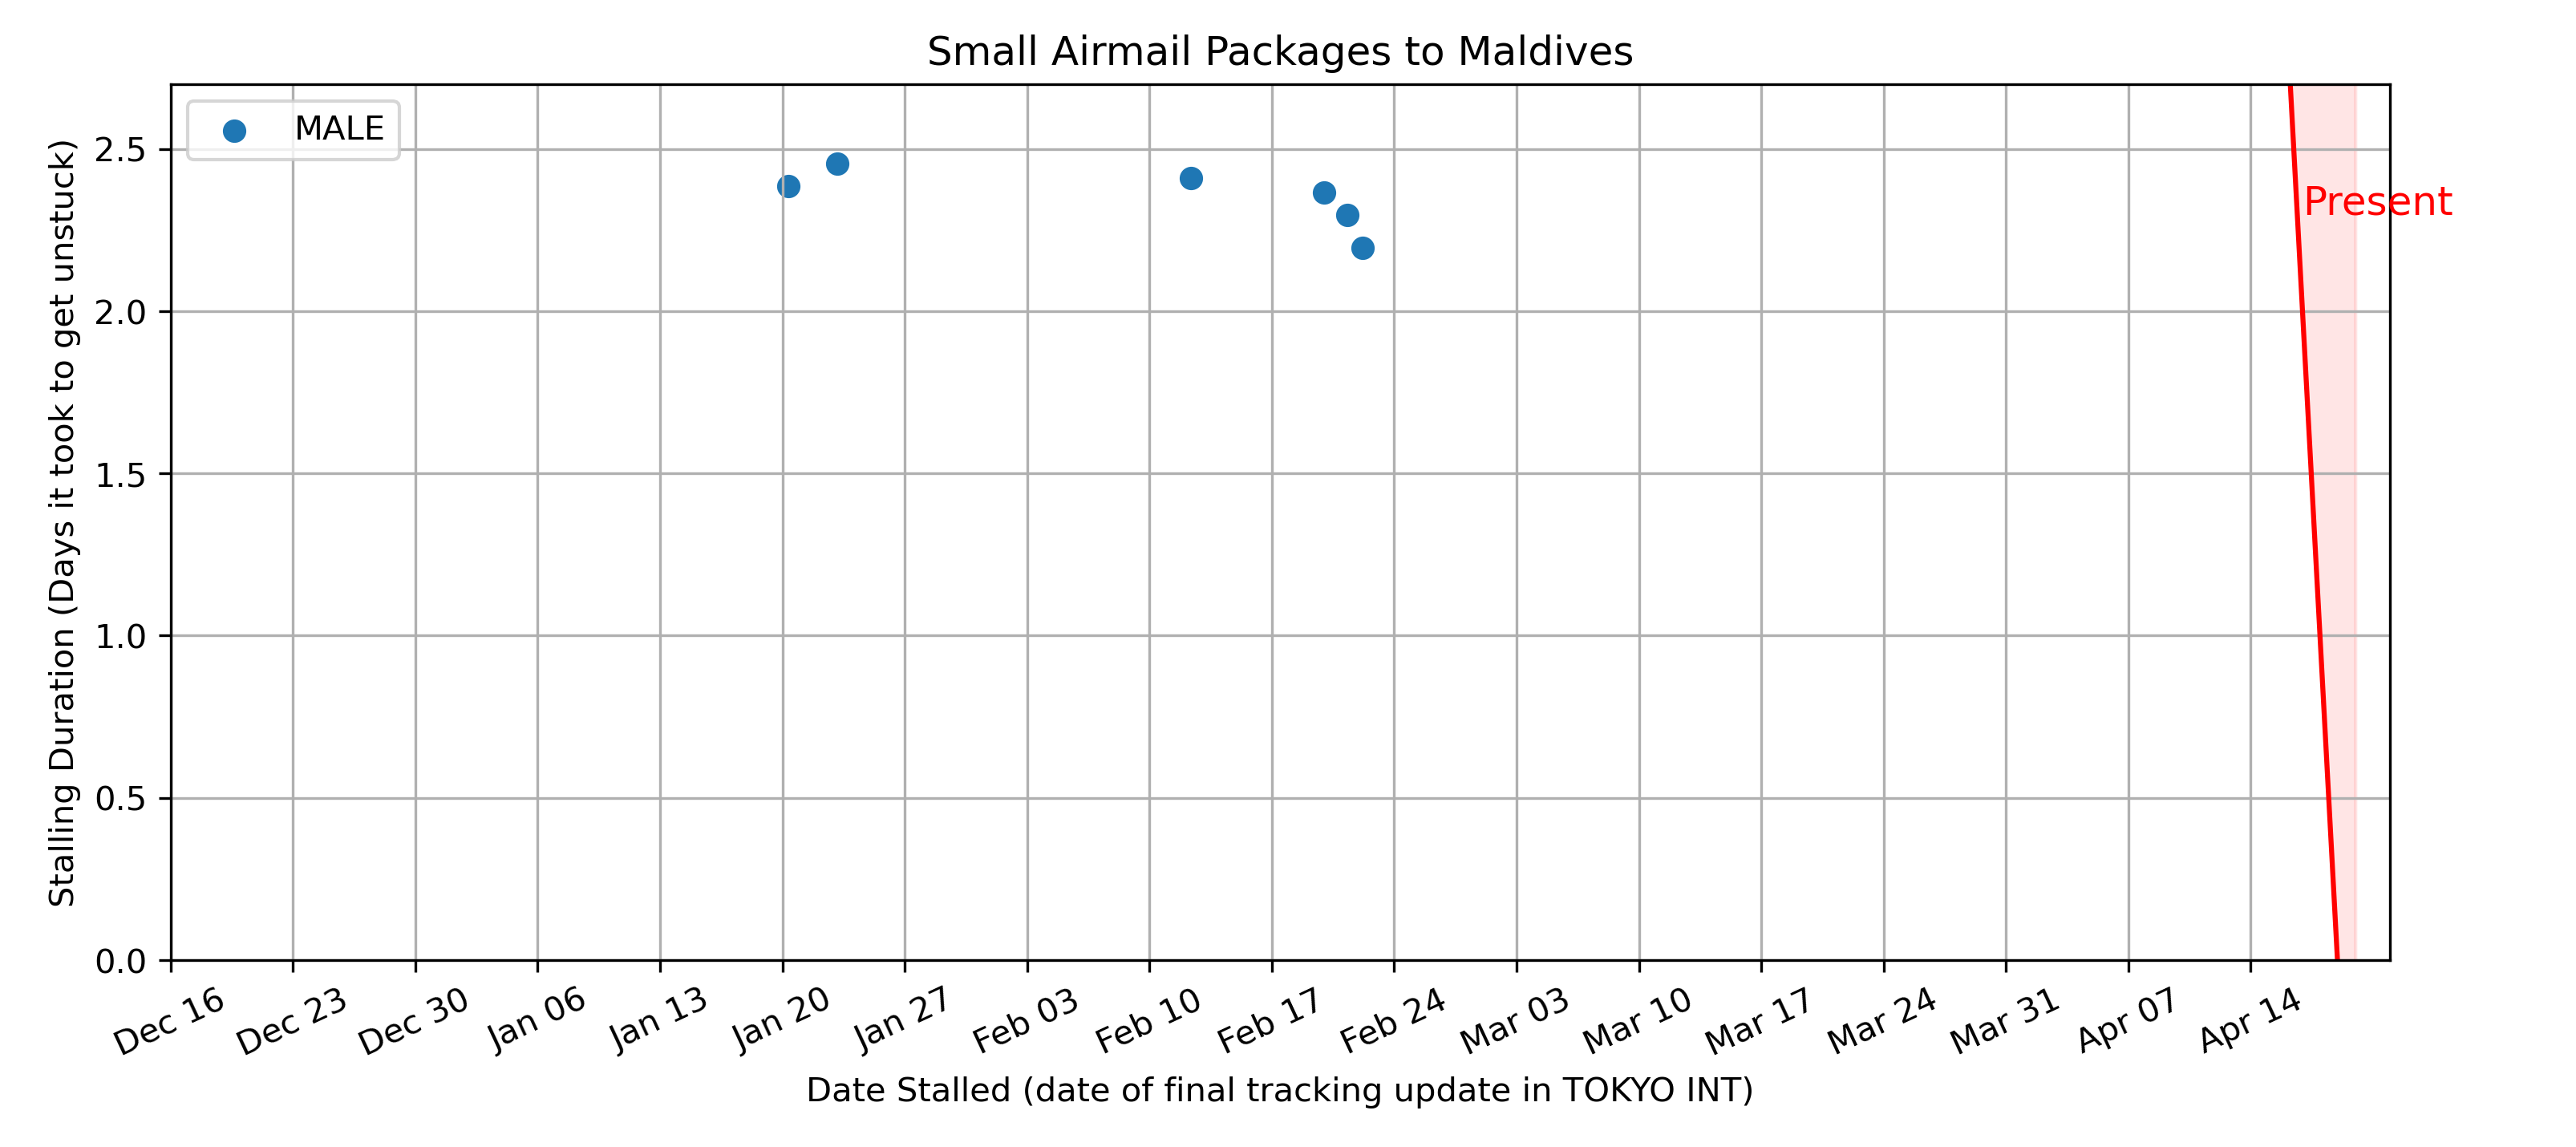 Small Airmail Packages to Maldives
MALE
Present
Stalling Duration (Days it took to get unstuck)
2.5
2.0
1.5
1.0
0.5
0.0
Dec 16
Dec 23
Dec 30
Jan 06
Jan 13
Jan 20
Jan 27
Feb 03
Feb 10
Feb 17
Feb 24
Mar 03
Mar 10
Mar 17
Mar 24
Mar 31
Apr 07
Apr 14
Date Stalled (date of final tracking update in TOKYO INT)